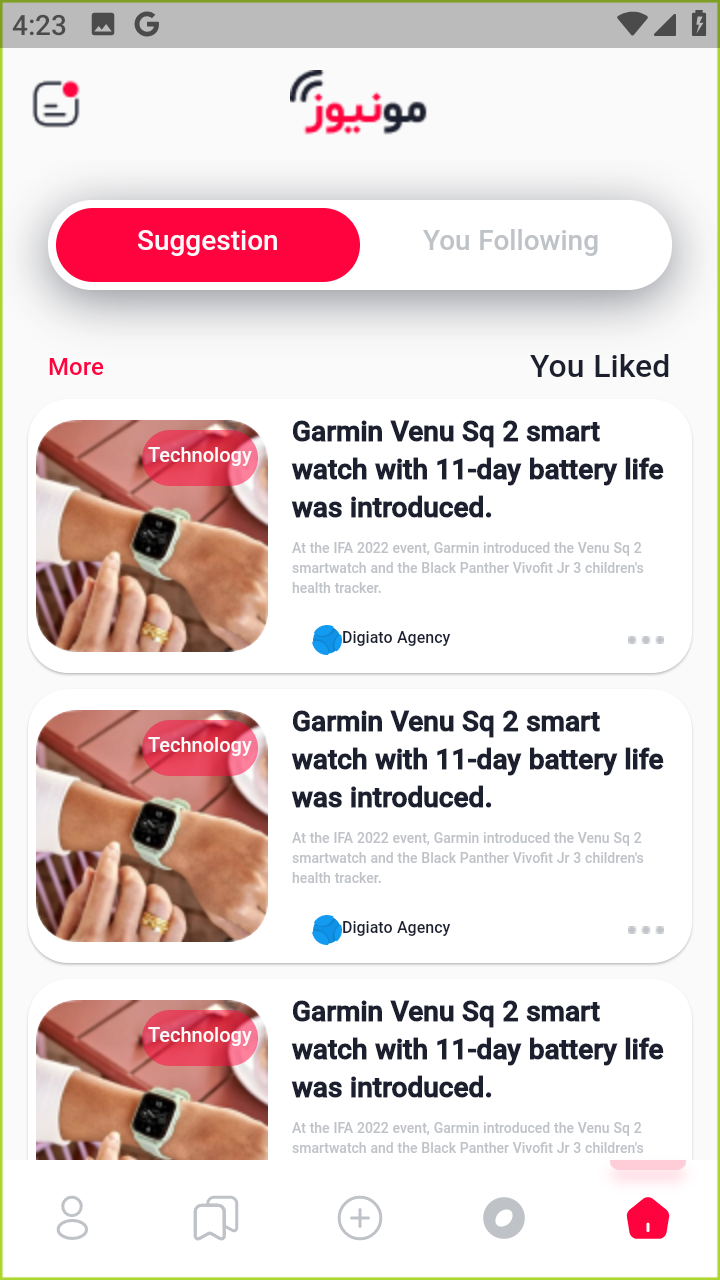 4:23
مونیوز
Suggestion
You Following
More
You Liked
Technology
Garmin Venu Sq 2 smart
watch with 11-day battery life
was introduced.
At the IFA 2022 event, Garmin introduced the Venu Sq 2
smartwatch and the Black Panther Vivofit Jr 3 children's
health tracker.
Digiato Agency
Technology
Garmin Venu Sq 2 smart
watch with 11-day battery life
was introduced.
At the IFA 2022 event, Garmin introduced the Venu Sq 2
smartwatch and the Black Panther Vivofit Jr 3 children's
health tracker.
Digiato Agency
Technology
Garmin Venu Sq 2 smart
watch with 11-day battery life
was introduced.
At the IFA 2022 event, Garmin introduced the Venu Sq 2
smartwatch and the Black Panther Vivofit Jr 3 children's